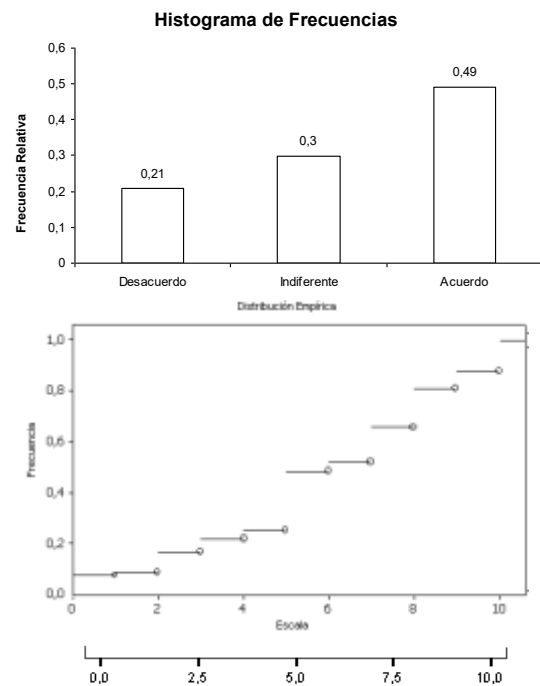 Histograma de Frecuencias
0,6
0,5
0,4
0,3
0,2
0,1
0
Frecuencia Relativa
0,21
0,3
0,49
Desacuerdo Indiferente Acuerdo
Distribución Empírica
1,0
0,8
0,6
0,4
0,2
0,0
Frecuencia
0 2 4 6 8 10
Escala
0,0 2,5 5,0 7,5 10,0